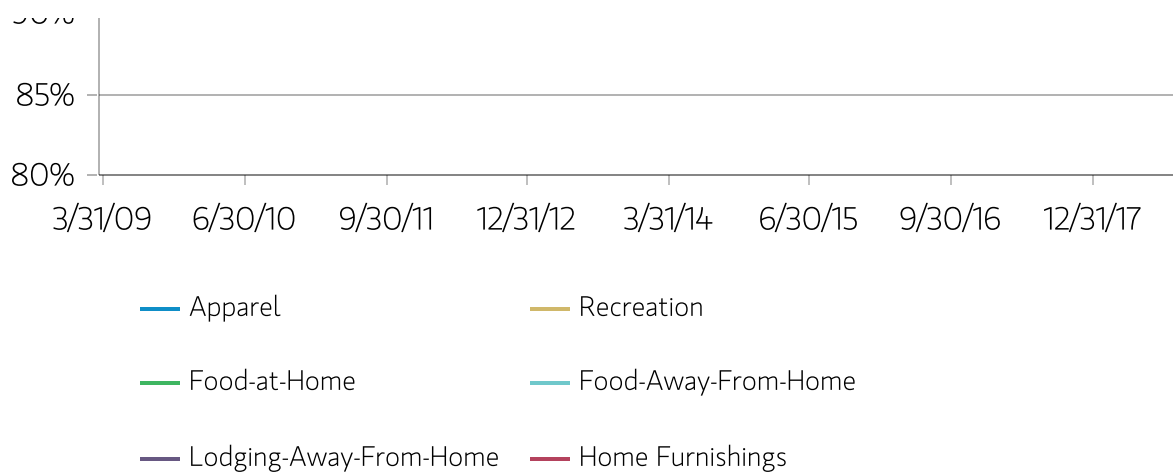 90%
85%
80%
3/31/09 6/30/10 9/30/11 12/31/12 3/31/14 6/30/15 9/30/16 12/31/17
Apparel Recreation
Food-at-Home Food-Away-From-Home
Lodging-Away-From-Home Home Furnishings